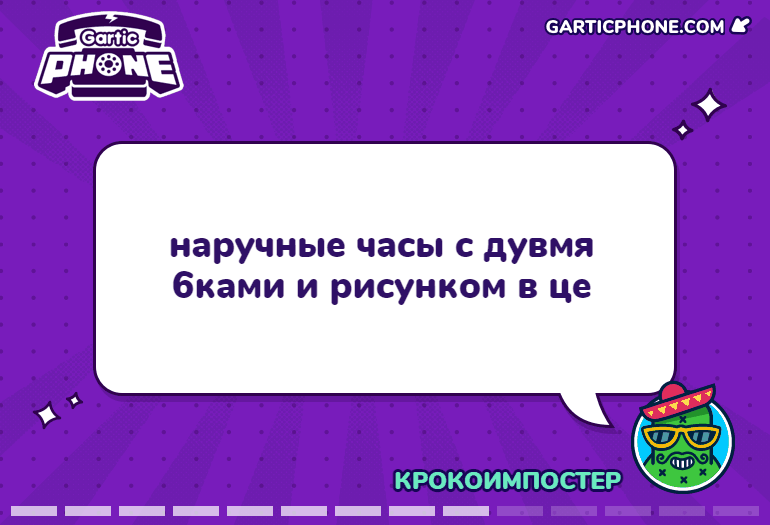 Gartic
PHONE
GARTICPHONE.COM
наручные часы с дувмя
6ками и рисунком в це
КРОКОИМПОСТЕР